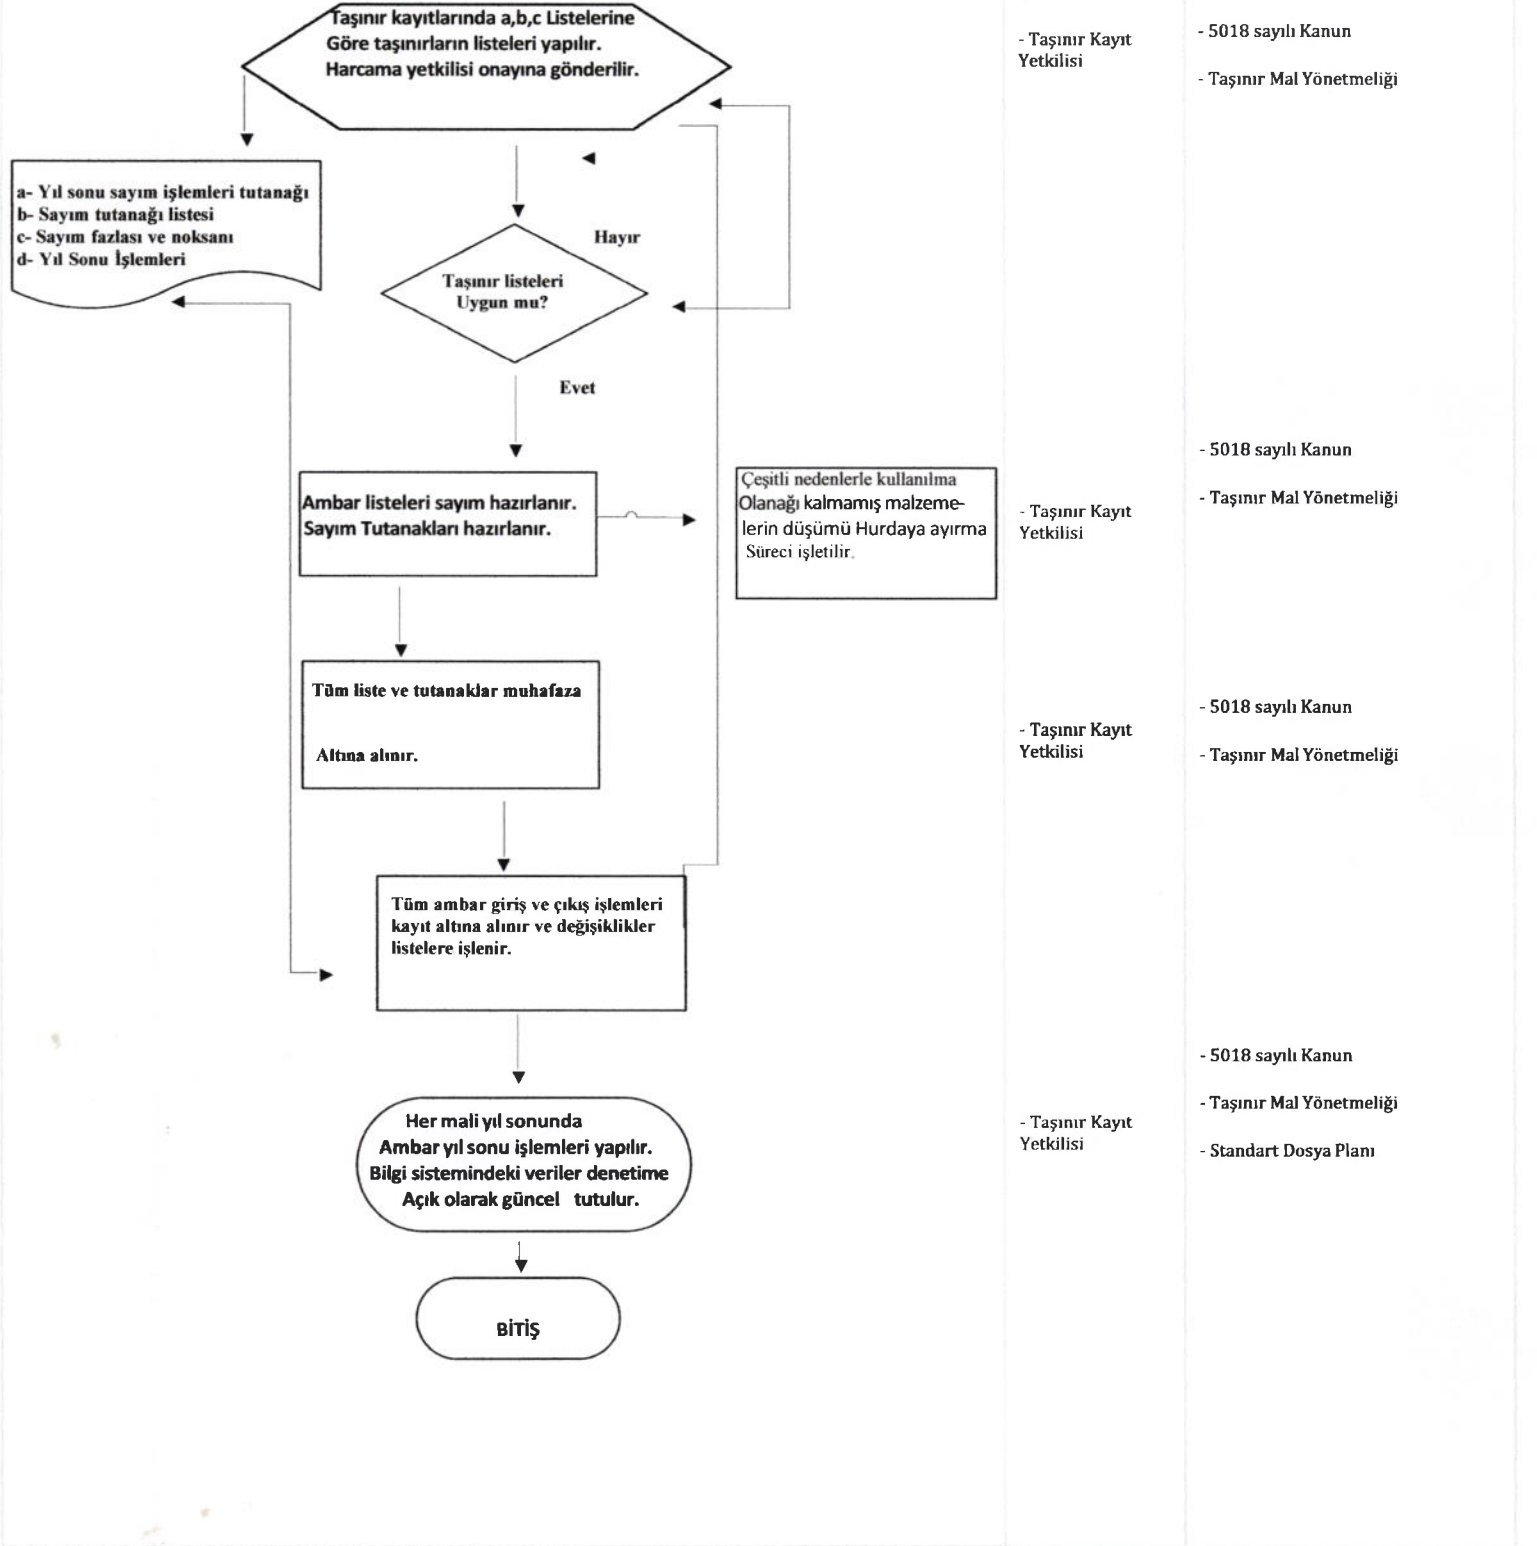 Taşınır kayıtlarında a,b,c Listelerine
Göre taşınırların listeleri yapılır.
Harcama yetkilisi onayına gönderilir.
- Taşınır Kayıt
Yetkilisi
- 5018 sayılı Kanun
- Taşınır Mal Yönetmeliği
a- Yıl sonu sayım işlemleri tutanağı
b- Sayım tutanağı listesi
c- Sayım fazlası ve noksanı
d- Yıl Sonu İşlemleri
Hayır
Taşınır listeleri
Uygun mu?
Evet
Ambar listeleri sayım hazırlanır.
Sayım Tutanakları hazırlanır.
Çeşitli nedenlerle kullanılma
Olanağı kalmamış malzeme-
lerin düşümü Hurdaya ayırma
Süreci işletilir.
- Taşınır Kayıt
Yetkilisi
- 5018 sayılı Kanun
- Taşınır Mal Yönetmeliği
Tüm liste ve tutanaklar muhafaza
Altına alınır.
- Taşınır Kayıt
Yetkilisi
- 5018 sayılı Kanun
- Taşınır Mal Yönetmeliği
Tüm ambar giriş ve çıkış işlemleri
kayıt altına alınır ve değişiklikler
listelere işlenir.
Her mali yıl sonunda
Ambar yıl sonu işlemleri yapılır.
Bilgi sistemindeki veriler denetime
Açık olarak güncel tutulur.
- Taşınır Kayıt
Yetkilisi
- 5018 sayılı Kanun
- Taşınır Mal Yönetmeliği
- Standart Dosya Planı
BİTİŞ